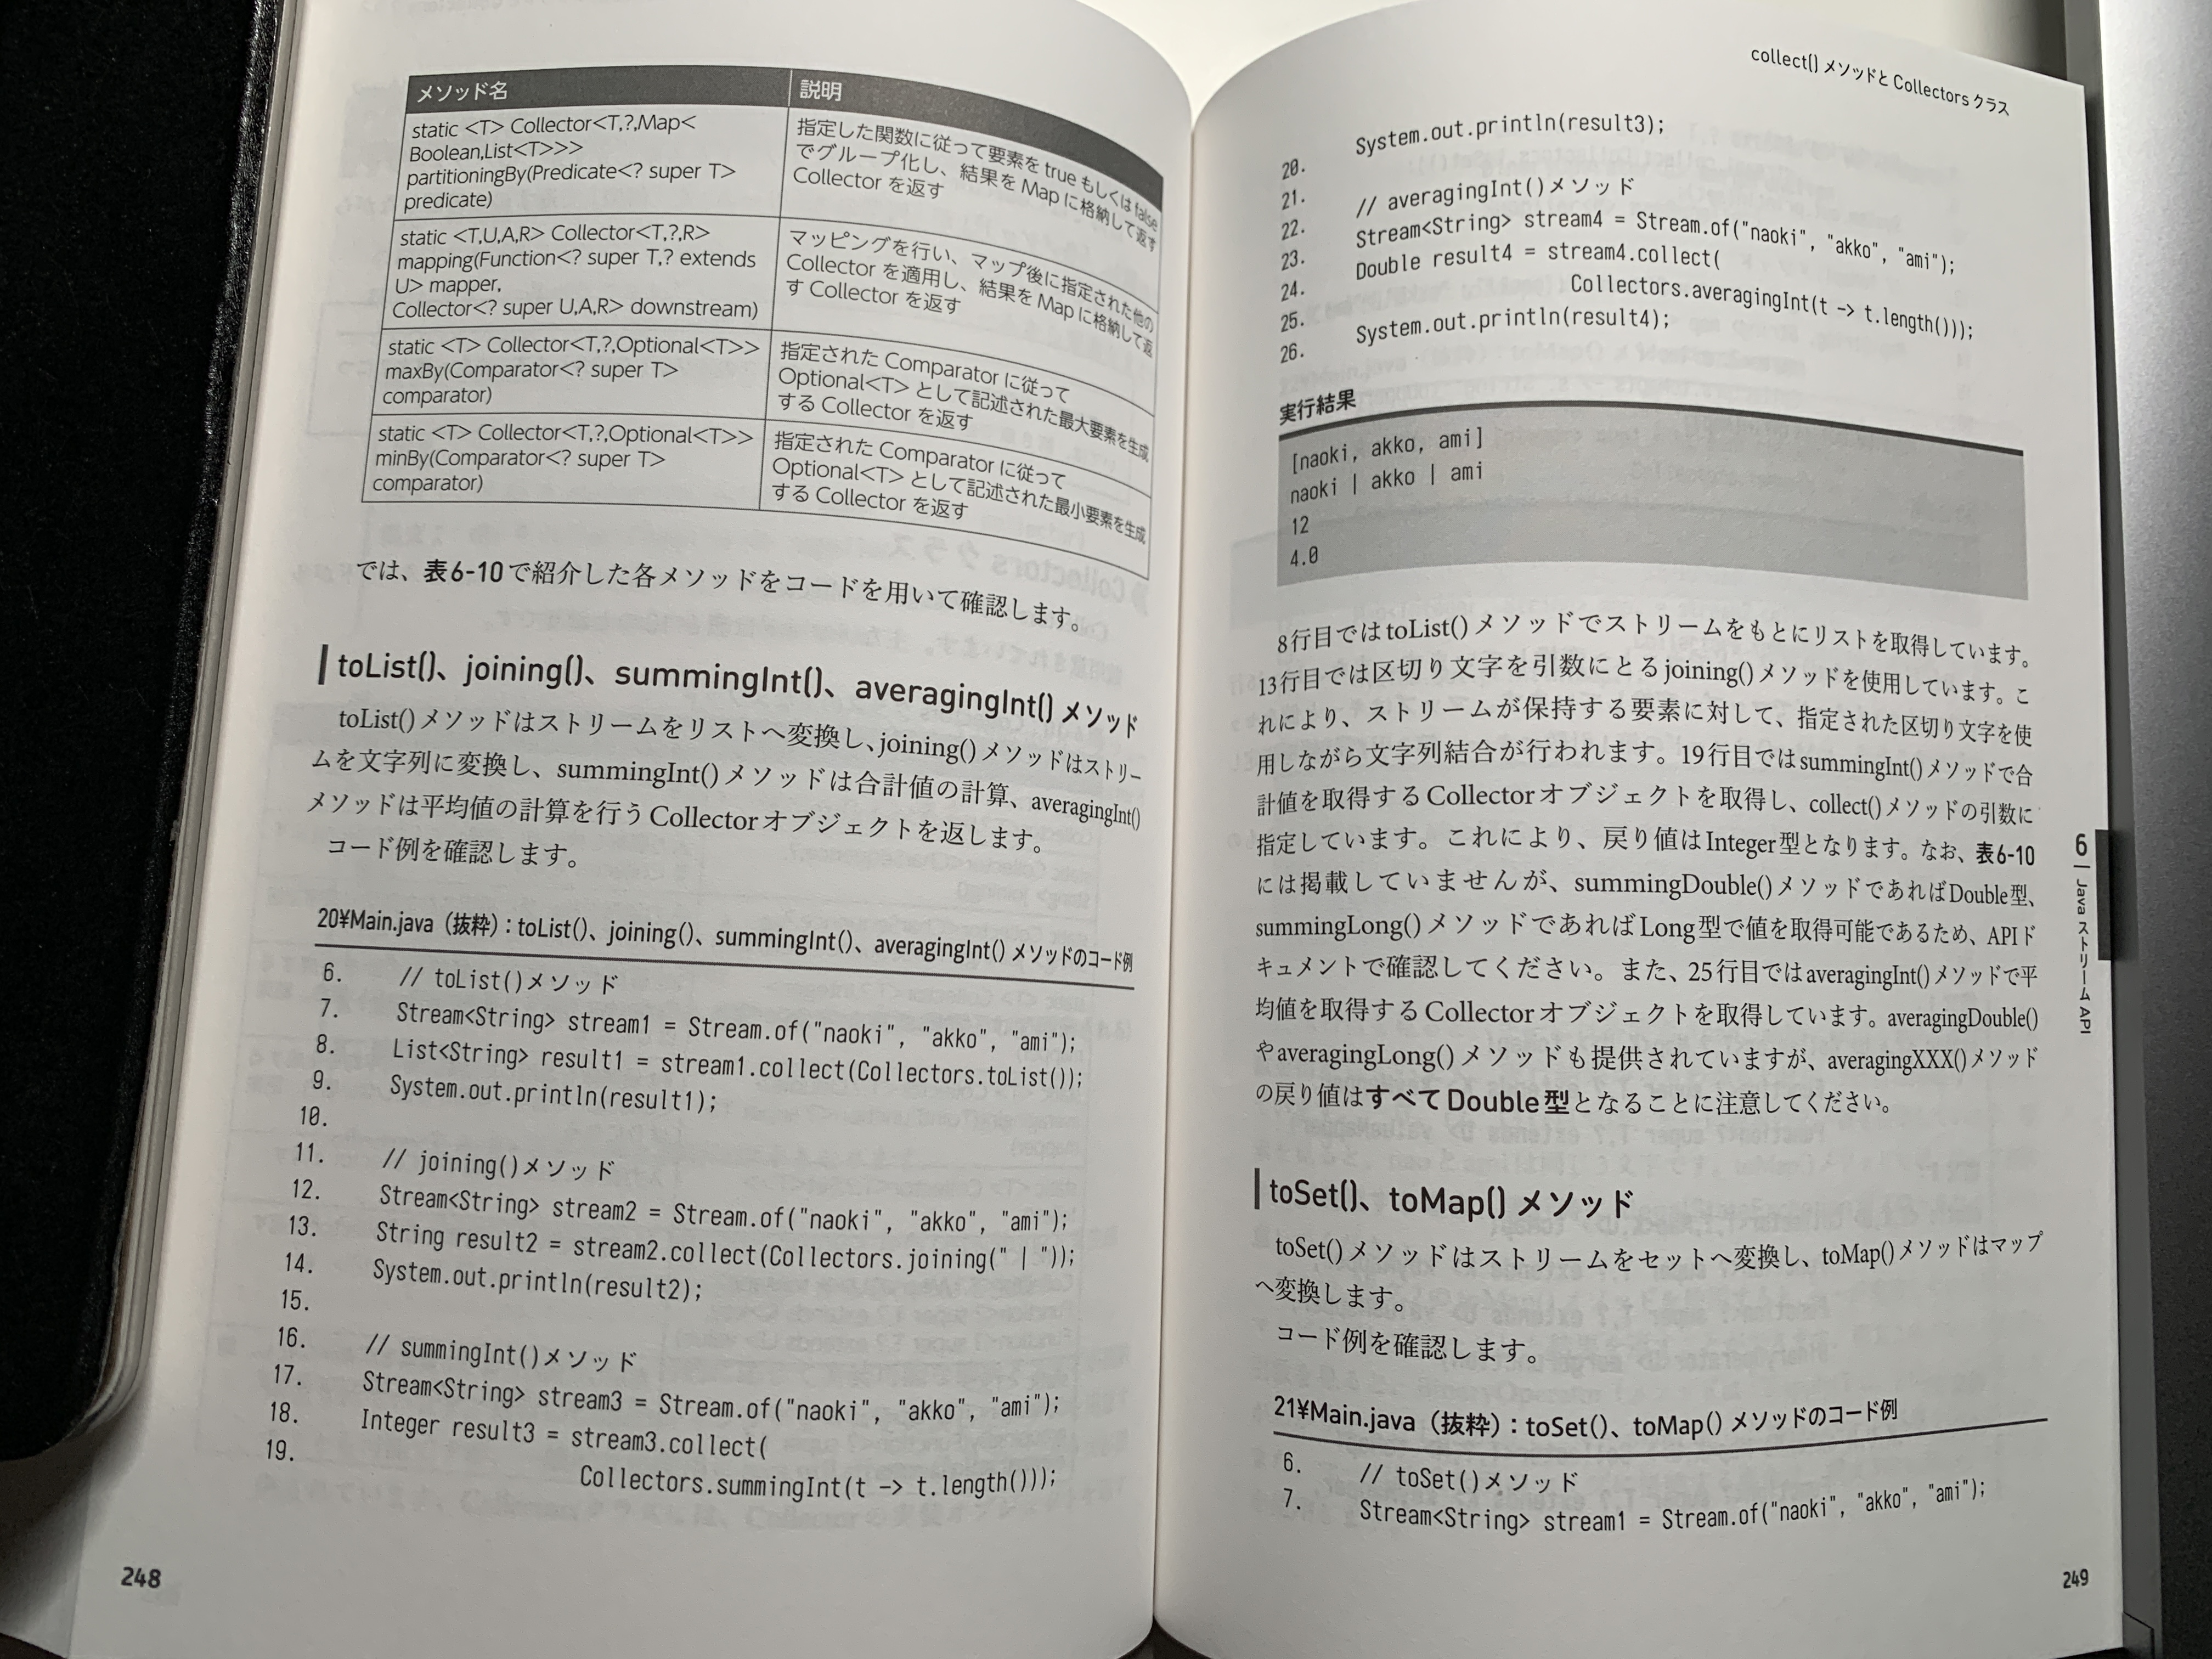 メソッド名
説明
static <T> Collector<T,?,Map<
Boolean,List<T>>>
partitioningBy(Predicate<? super T>
predicate)
指定した関数に従って要素を true もしくは false
でグループ化し、結果を Map に格納して返す
Collector を返す
static <T,U,A,R> Collector<T,?,R>
mapping(Function<? super T,? extends
U> mapper,
Collector<? super U,A,R> downstream)
マッピングを行い、マップ後に指定された他の
Collector を適用し、結果を Map に格納して返
す Collector を返す
static <T> Collector<T,?,Optional<T>>
maxBy(Comparator<? super T>
comparator)
指定された Comparator に従って
Optional<T> として記述された最大要素を生成
する Collector を返す
static <T> Collector<T,?,Optional<T>>
minBy(Comparator<? super T>
comparator)
指定された Comparator に従って
Optional<T> として記述された最小要素を生成
する Collector を返す
では、表6-10で紹介した各メソッドをコードを用いて確認します。
toList()、joining()、summingInt()、averagingInt() メソッド
toList()メソッドはストリームをリストへ変換し、joining()メソッドはストリー
ムを文字列に変換し、summingInt()メソッドは合計値の計算、averagingInt()
メソッドは平均値の計算を行うCollectorオブジェクトを返します。
コード例を確認します。
20¥Main.java（抜粋）：toList()、joining()、summingInt()、averagingInt() メソッドのコード例
6. // toList()メソッド
7. Stream<String> stream1 = Stream.of("naoki", "akko", "ami");
8. List<String> result1 = stream1.collect(Collectors.toList());
9. System.out.println(result1);
10.
11. // joining()メソッド
12. Stream<String> stream2 = Stream.of("naoki", "akko", "ami");
13. String result2 = stream2.collect(Collectors.joining(" | "));
14. System.out.println(result2);
15.
16. // summingInt()メソッド
17. Stream<String> stream3 = Stream.of("naoki", "akko", "ami");
18. Integer result3 = stream3.collect(
19. Collectors.summingInt(t -> t.length()));
248
collect() メソッドと Collectors クラス
20. System.out.println(result3);
21.
22. // averagingInt()メソッド
23. Stream<String> stream4 = Stream.of("naoki", "akko", "ami");
24. Double result4 = stream4.collect(
25. Collectors.averagingInt(t -> t.length()));
26. System.out.println(result4);
実行結果
[naoki, akko, ami]
naoki | akko | ami
12
4.0
8行目ではtoList()メソッドでストリームをもとにリストを取得しています。
13行目では区切り文字を引数にとるjoining()メソッドを使用しています。こ
れにより、ストリームが保持する要素に対して、指定された区切り文字を使
用しながら文字列結合が行われます。19行目ではsummingInt()メソッドで合
計値を取得するCollectorオブジェクトを取得し、collect()メソッドの引数に
指定しています。これにより、戻り値はInteger型となります。なお、表6-10
には掲載していませんが、summingDouble()メソッドであればDouble型、
summingLong()メソッドであればLong型で値を取得可能であるため、APIド
キュメントで確認してください。また、25行目ではaveragingInt()メソッドで平
均値を取得するCollectorオブジェクトを取得しています。averagingDouble()
やaveragingLong()メソッドも提供されていますが、averagingXXX()メソッド
の戻り値はすべてDouble型となることに注意してください。
toSet()、toMap() メソッド
toSet()メソッドはストリームをセットへ変換し、toMap()メソッドはマップ
へ変換します。
コード例を確認します。
21¥Main.java（抜粋）：toSet()、toMap() メソッドのコード例
6. // toSet()メソッド
7. Stream<String> stream1 = Stream.of("naoki", "akko", "ami");
6 Java ストリーム API
249